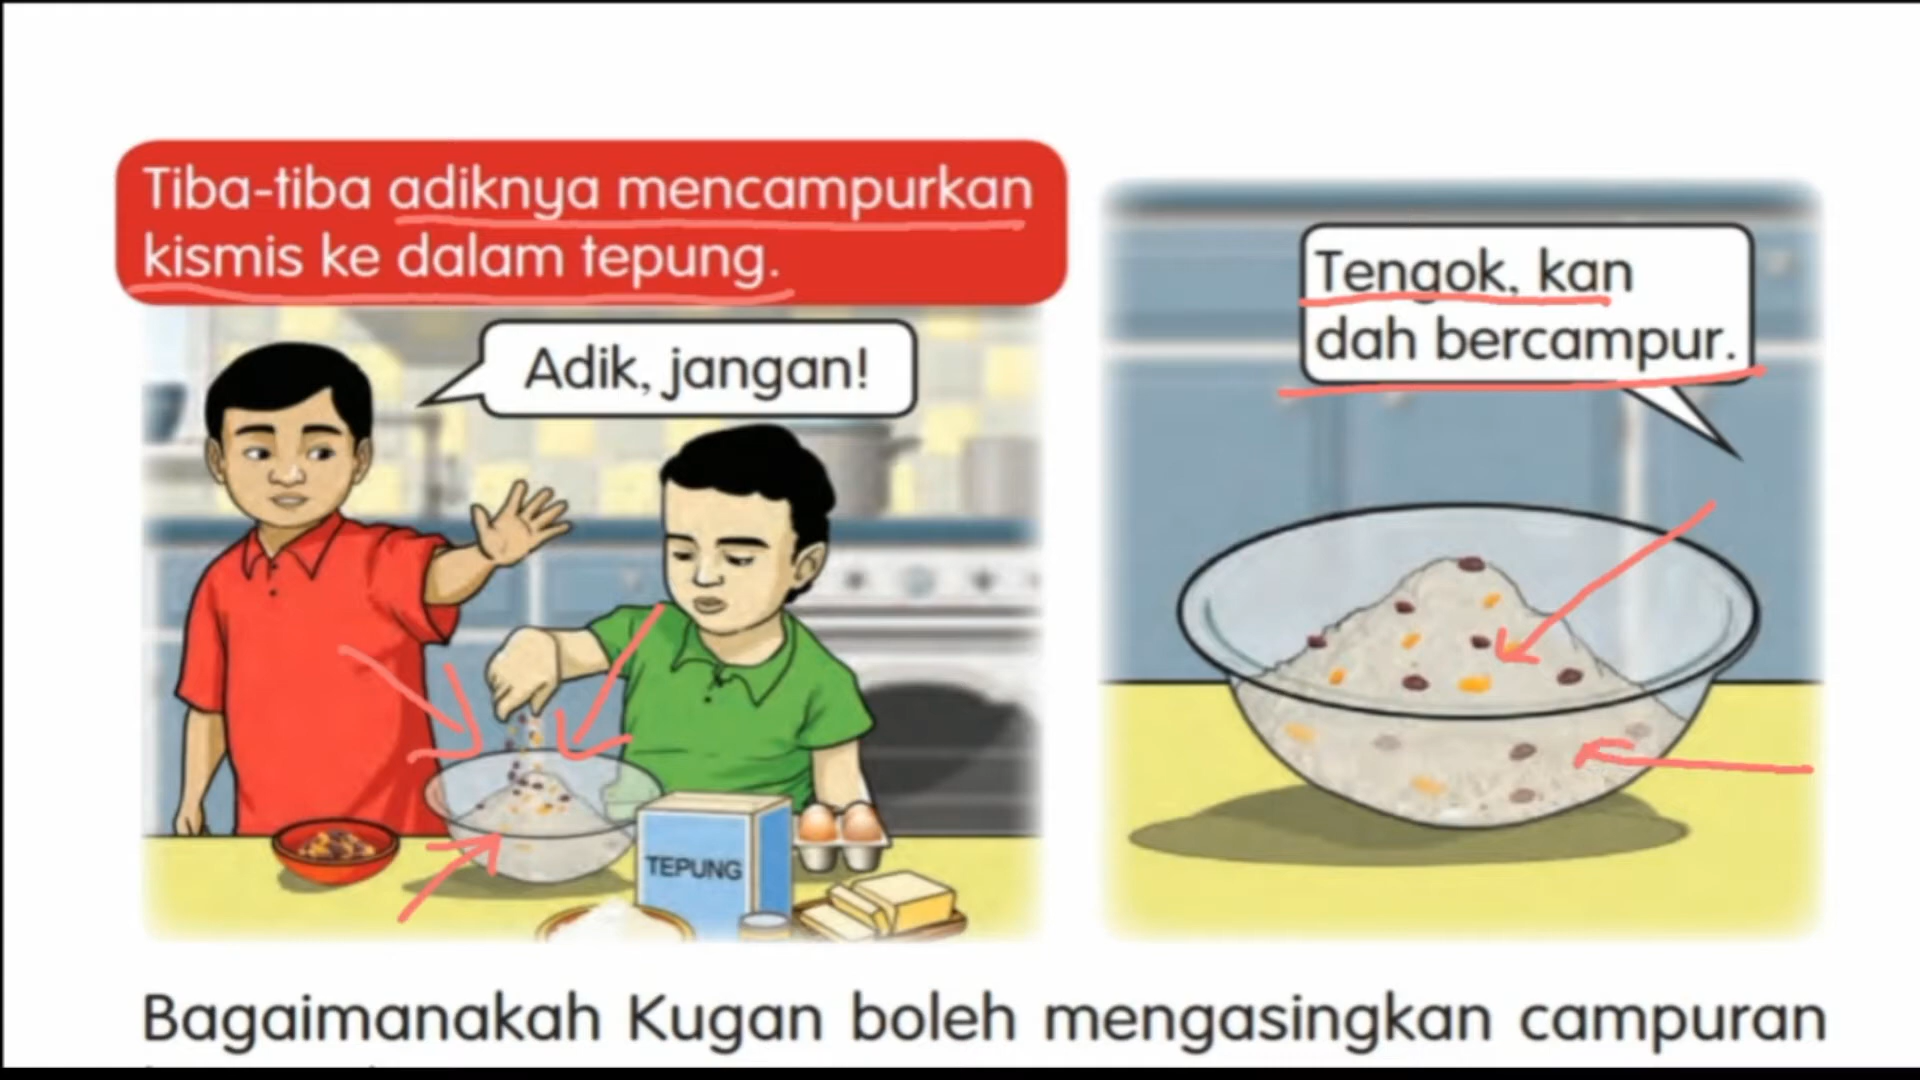 Tiba-tiba adiknya mencampurkan
kismis ke dalam tepung.
Adik, jangan!
TEPUNG
Tengok, kan
dah bercampur.
Bagaimanakah Kugan boleh mengasingkan campuran